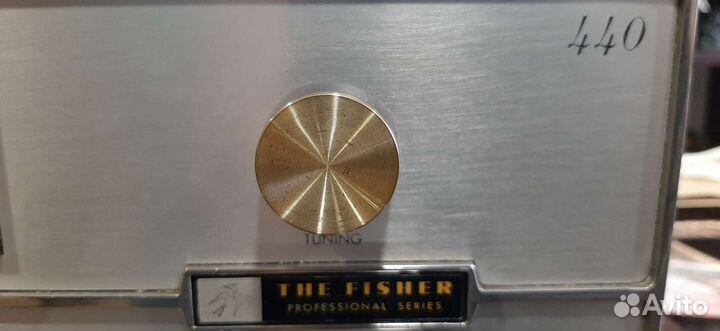 440
TUNING
THE FISHER
PROFESSIONAL SERIES
Avito